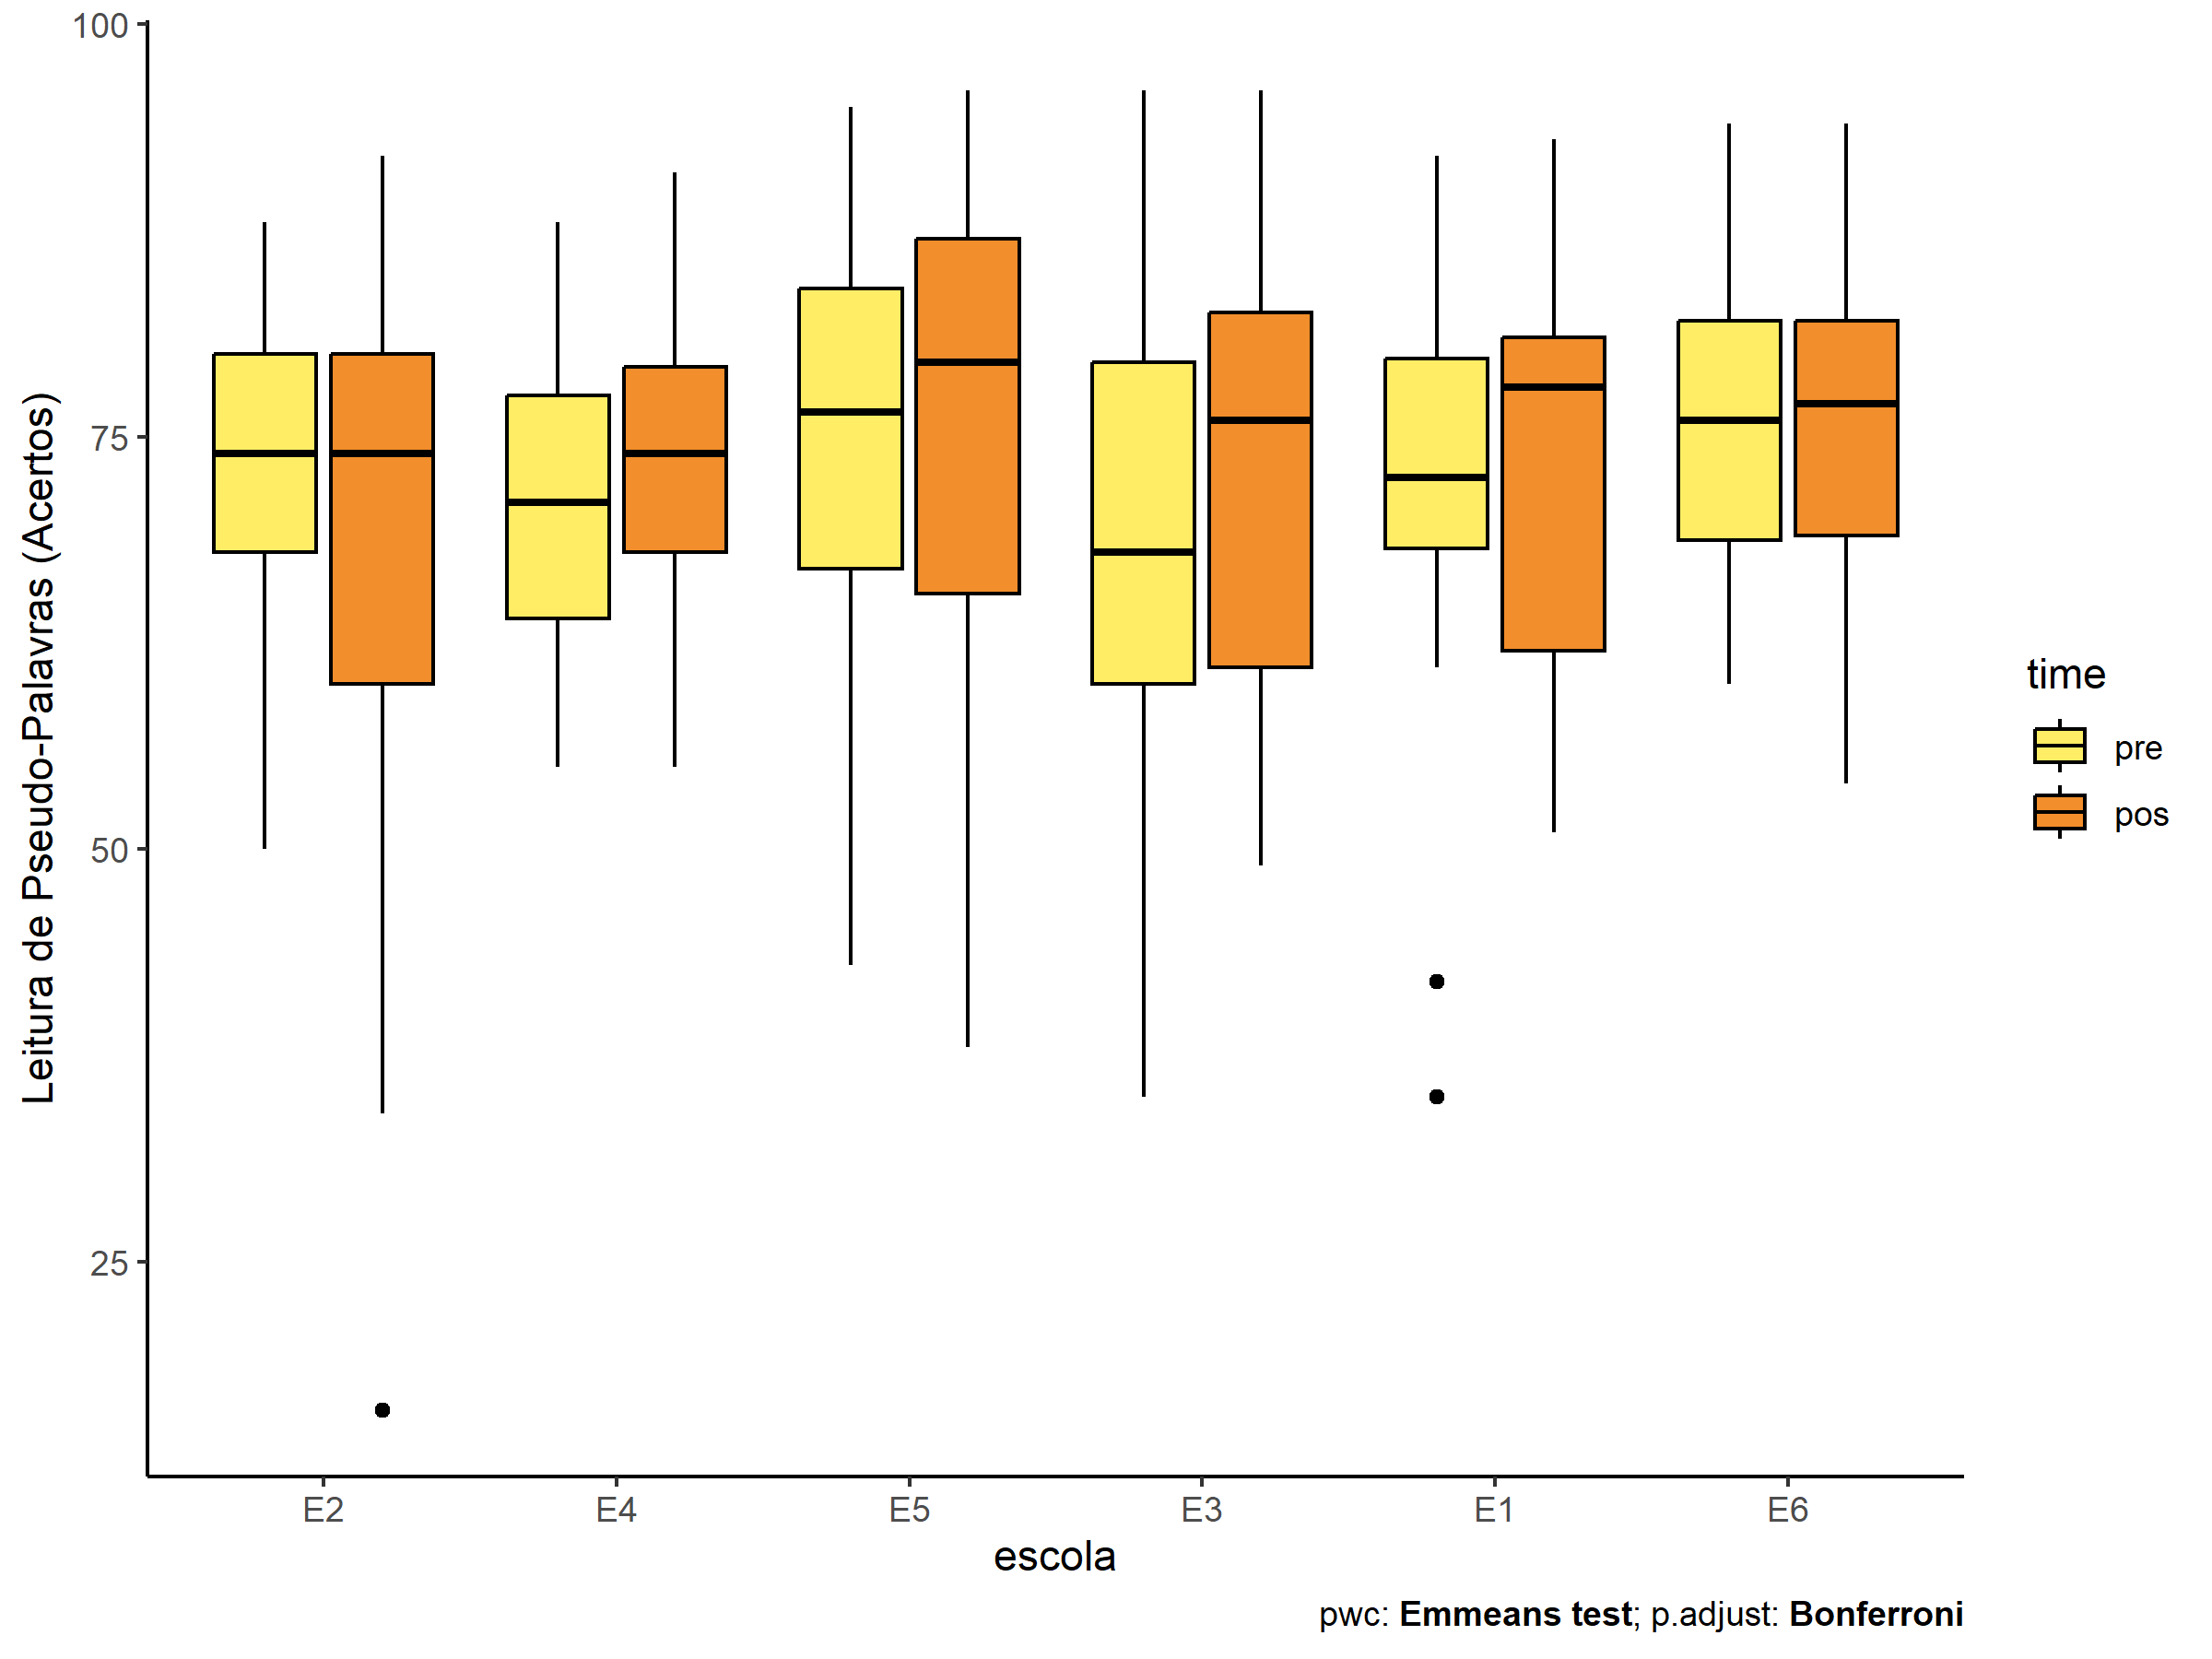 100
75
50
25
Leitura de Pseudo-Palavras (Acertos)
E2 E4 E5 E3 E1 E6
escola
time
pre
pos
pwc: Emmeans test; p.adjust: Bonferroni